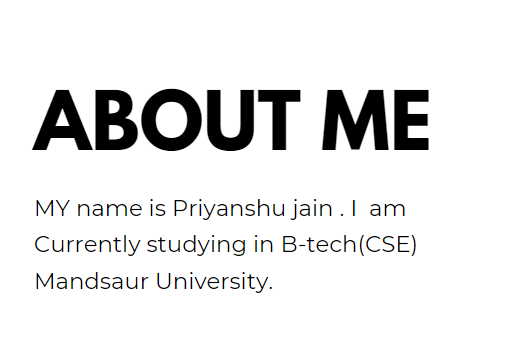 ABOUT ME
MY name is Priyanshu jain . I  am
Currently studying in B-tech(CSE)
Mandsaur University.